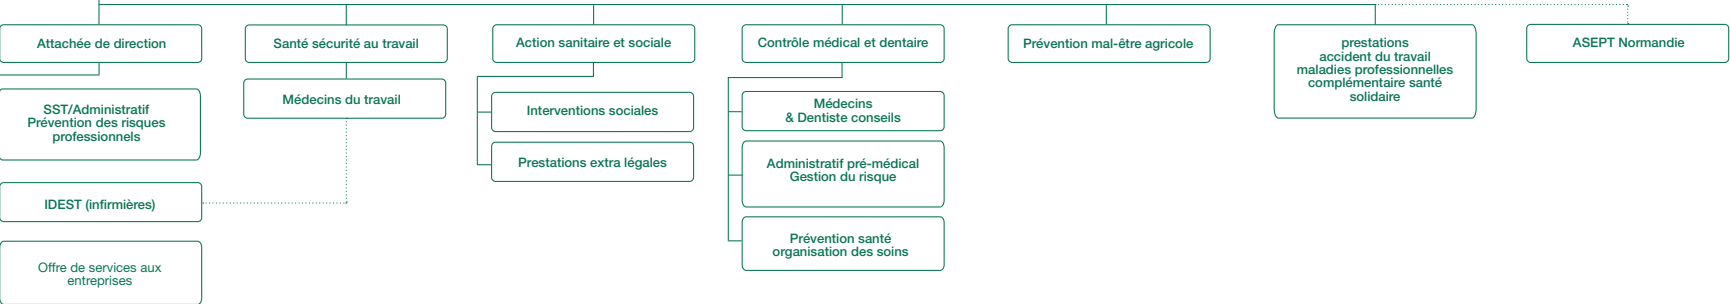 Attachée de direction
SST/Administratif
Prévention des risques
professionnels
IDEST (infirmières)
Offre de services aux
entreprises
Santé sécurité au travail
Médecins du travail
Action sanitaire et sociale
Interventions sociales
Prestations extra légales
Contrôle médical et dentaire
Médecins
& Dentiste conseils
Administratif pré-médical
Gestion du risque
Prévention santé
organisation des soins
Prévention mal-être agricole
prestations
accident du travail
maladies professionnelles
complémentaire santé
solidaire
ASEPT Normandie